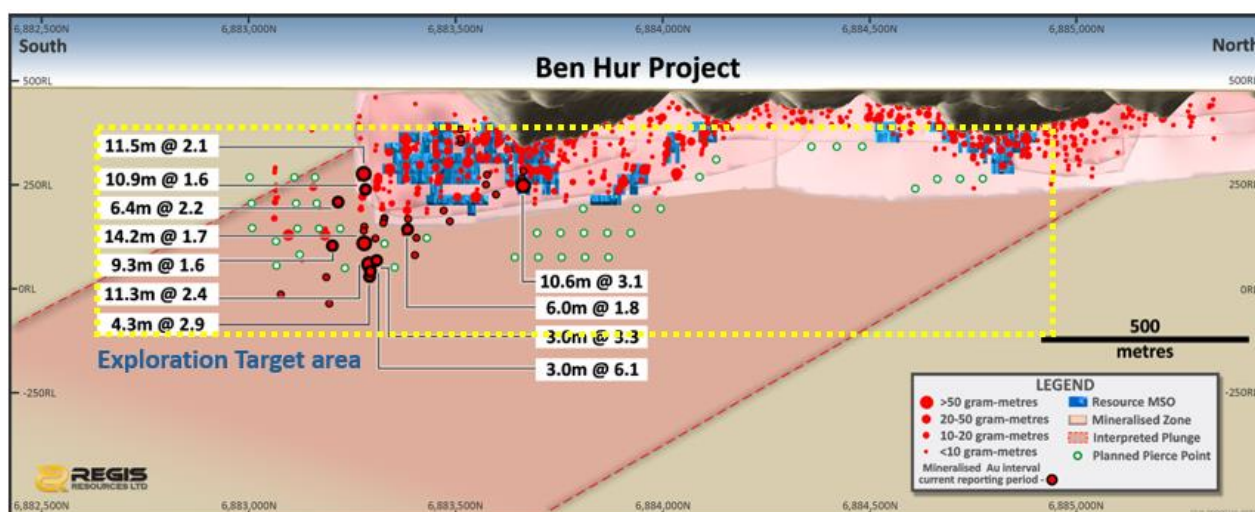 6,882,500N 6,883,000N 6,883,500N 6,884,000N 6,884,500N 6,885,000N
South North
Ben Hur Project
500RL 500RL
11.5m @ 2.1
10.9m @ 1.6
250RL 250RL
6.4m @ 2.2
14.2m @ 1.7
9.3m @ 1.6
10.6m @ 3.1
0RL 0RL
11.3m @ 2.4
6.0m @ 1.8
4.3m @ 2.9
3.0m @ 3.3
500
metres
Exploration Target area
3.0m @ 6.1
-250RL -250RL
LEGEND
>50 gram-metres Resource MSO
20-50 gram-metres Mineralised Zone
10-20 gram-metres Interpreted Plunge
<10 gram-metres Planned Pierce Point
Mineralised Au interval
current reporting period -
REGIS
RESOURCES LTD
6,882,500N 6,883,000N 6,883,500N 6,884,000N 6,884,500N 6,885,000N